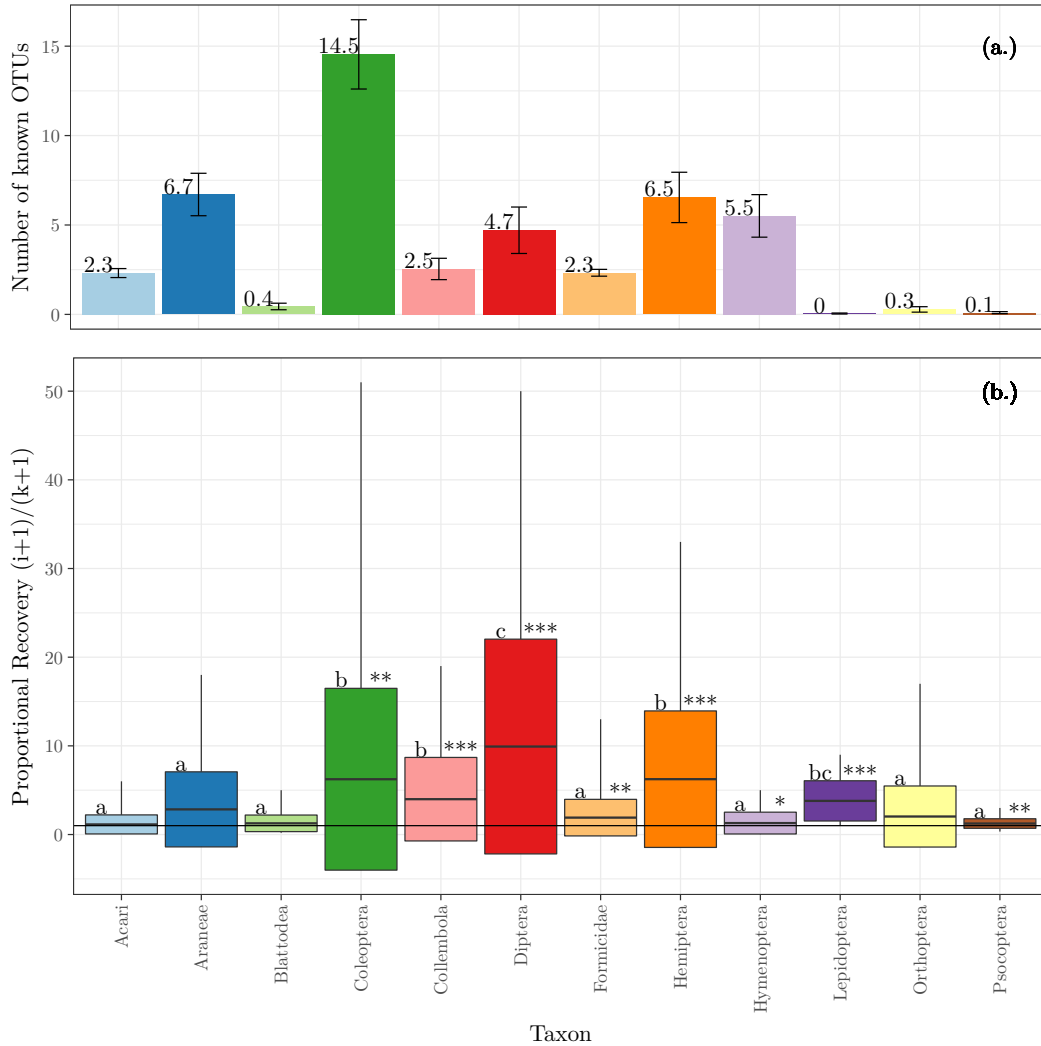 (a.)
Number of known OTUs
15
10
5
0
2.3
6.7
0.4
14.5
2.5
4.7
2.3
6.5
5.5
0
0.3
0.1
(b.)
Proportional Recovery (i+1)/(k+1)
50
40
30
20
10
0
a
a
a
b **
b ***
c ***
a **
b ***
a *
bc ***
a
a **
Acari
Araneae
Blattodea
Coleoptera
Collembola
Diptera
Formicidae
Hemiptera
Hymenoptera
Lepidoptera
Orthoptera
Psocoptera
Taxon